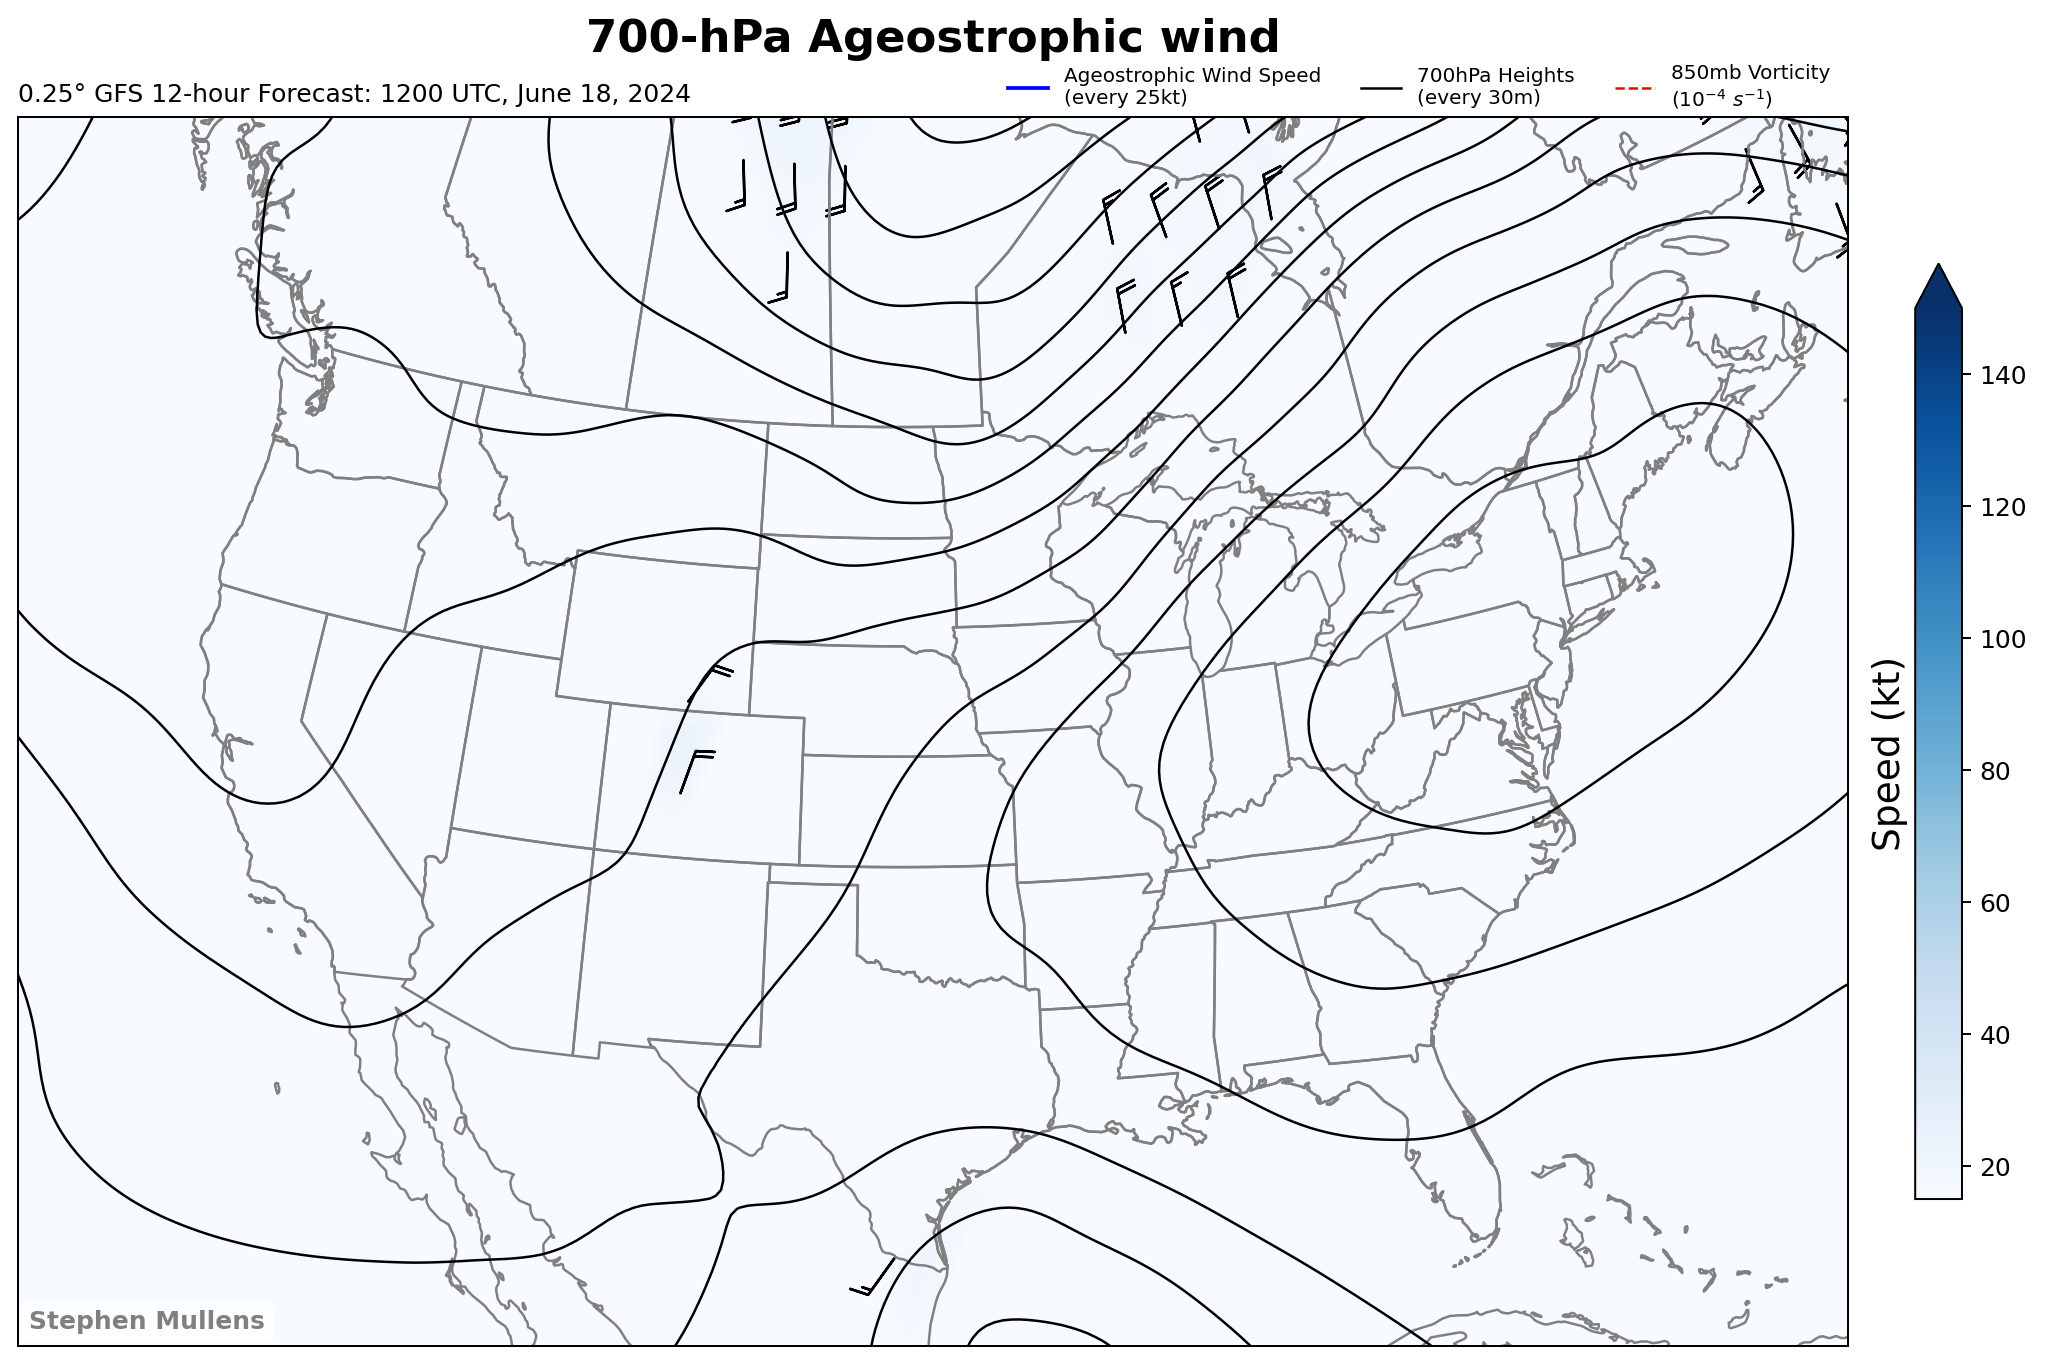 700-hPa Ageostrophic wind
0.25° GFS 12-hour Forecast: 1200 UTC, June 18, 2024
Ageostrophic Wind Speed
(every 25kt)
700hPa Heights
(every 30m)
850mb Vorticity
(10⁻⁴ s⁻¹)
140
120
100
80
60
40
20
Speed (kt)
Stephen Mullens